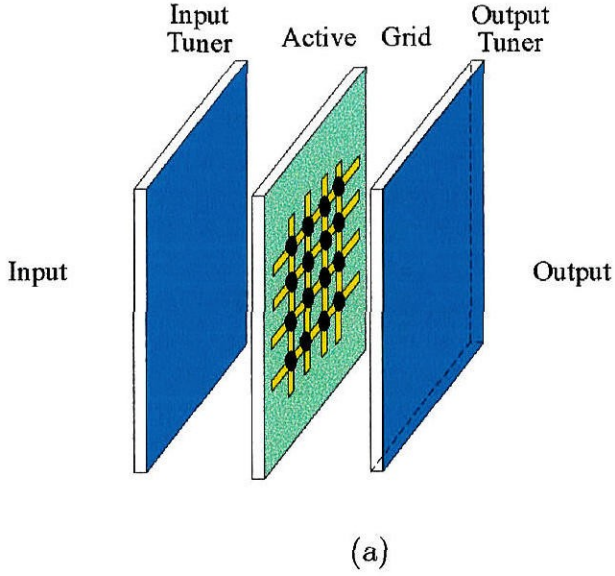 Input
Tuner
Active Grid
Output
Tuner
Input
Output
(a)